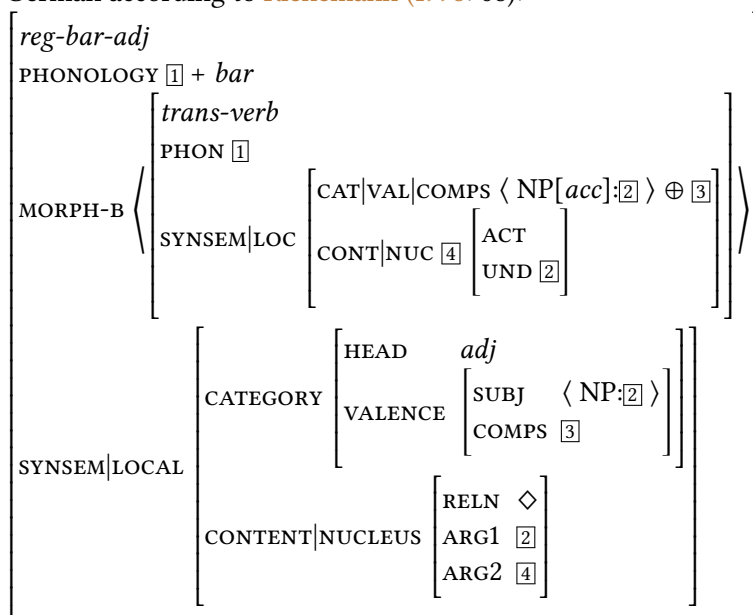 German according to Riehemann
reg-bar-adj
PHONOLOGY 1 + bar
trans-verb
PHON 1
CAT|VAL|COMPS ⟨ NP[acc]:2 ⟩ ⊕ 3
MORPH-B ⟨ SYNSEM|LOC ⟩
CONT|NUC 4
ACT
UND 2
HEAD adj
CATEGORY
VALENCE
SUBJ ⟨ NP:2 ⟩
COMPS 3
SYNSEM|LOCAL
CONTENT|NUCLEUS
RELN ◇
ARG1 2
ARG2 4